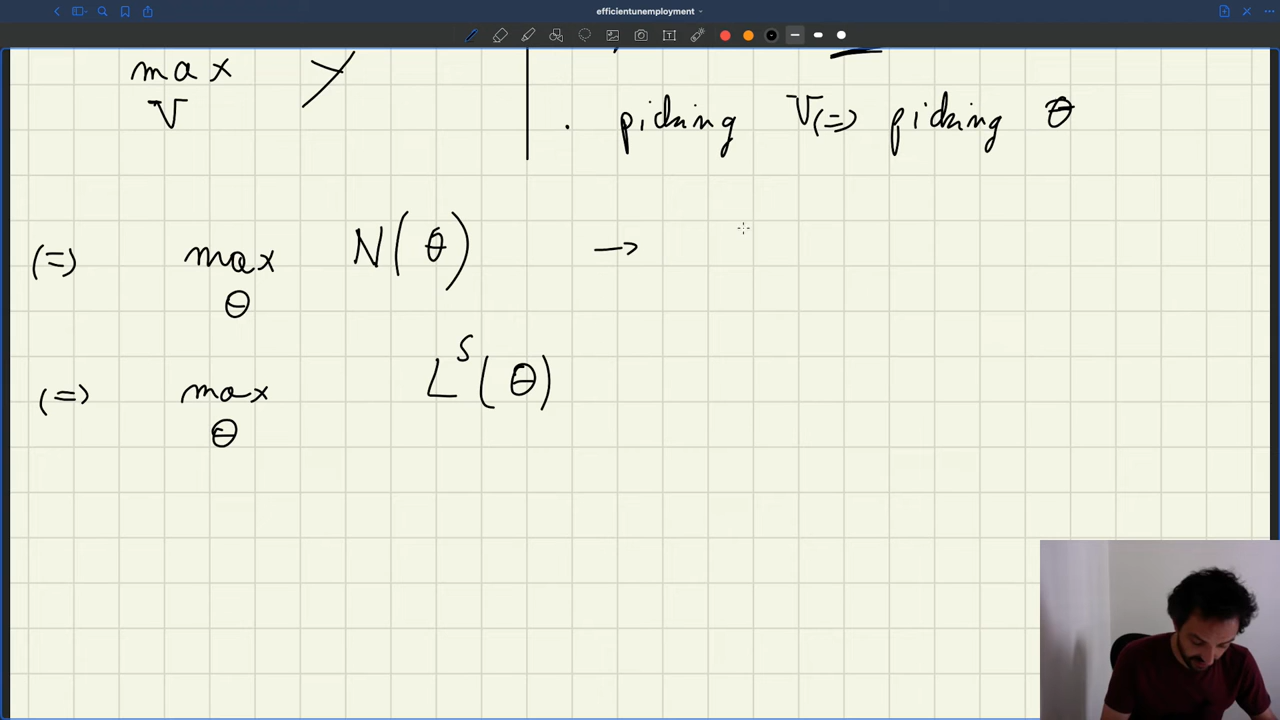 efficientunemployment
max Y
V
. picking V (=) picking θ
(=) max N(θ) →
θ
(=) max L^S(θ)
θ